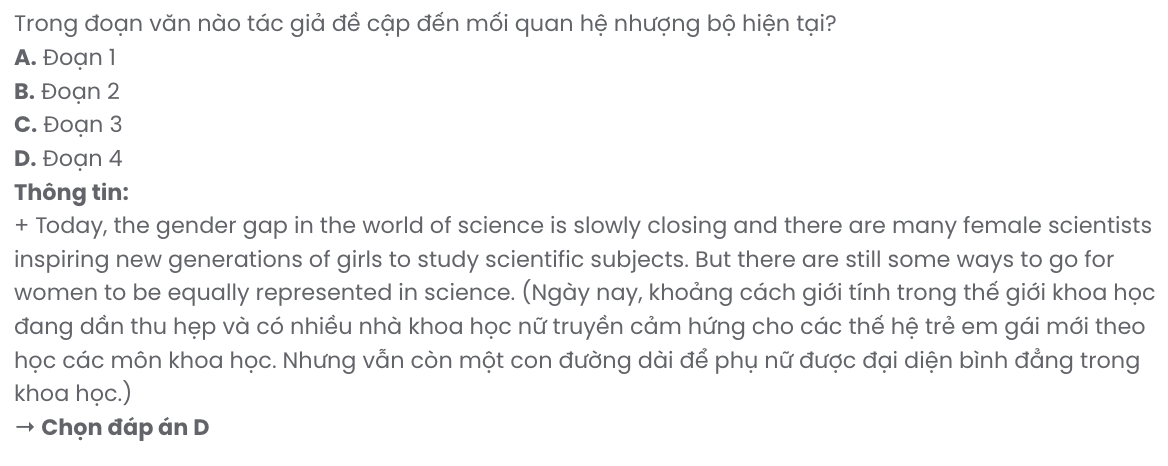 Trong đoạn văn nào tác giả đề cập đến mối quan hệ nhượng bộ hiện tại?
A. Đoạn 1
B. Đoạn 2
C. Đoạn 3
D. Đoạn 4
Thông tin:
+ Today, the gender gap in the world of science is slowly closing and there are many female scientists
inspiring new generations of girls to study scientific subjects. But there are still some ways to go for
women to be equally represented in science. (Ngày nay, khoảng cách giới tính trong thế giới khoa học
đang dần thu hẹp và có nhiều nhà khoa học nữ truyền cảm hứng cho các thế hệ trẻ em gái mới theo
học các môn khoa học. Nhưng vẫn còn một con đường dài để phụ nữ được đại diện bình đẳng trong
khoa học.)
→ Chọn đáp án D